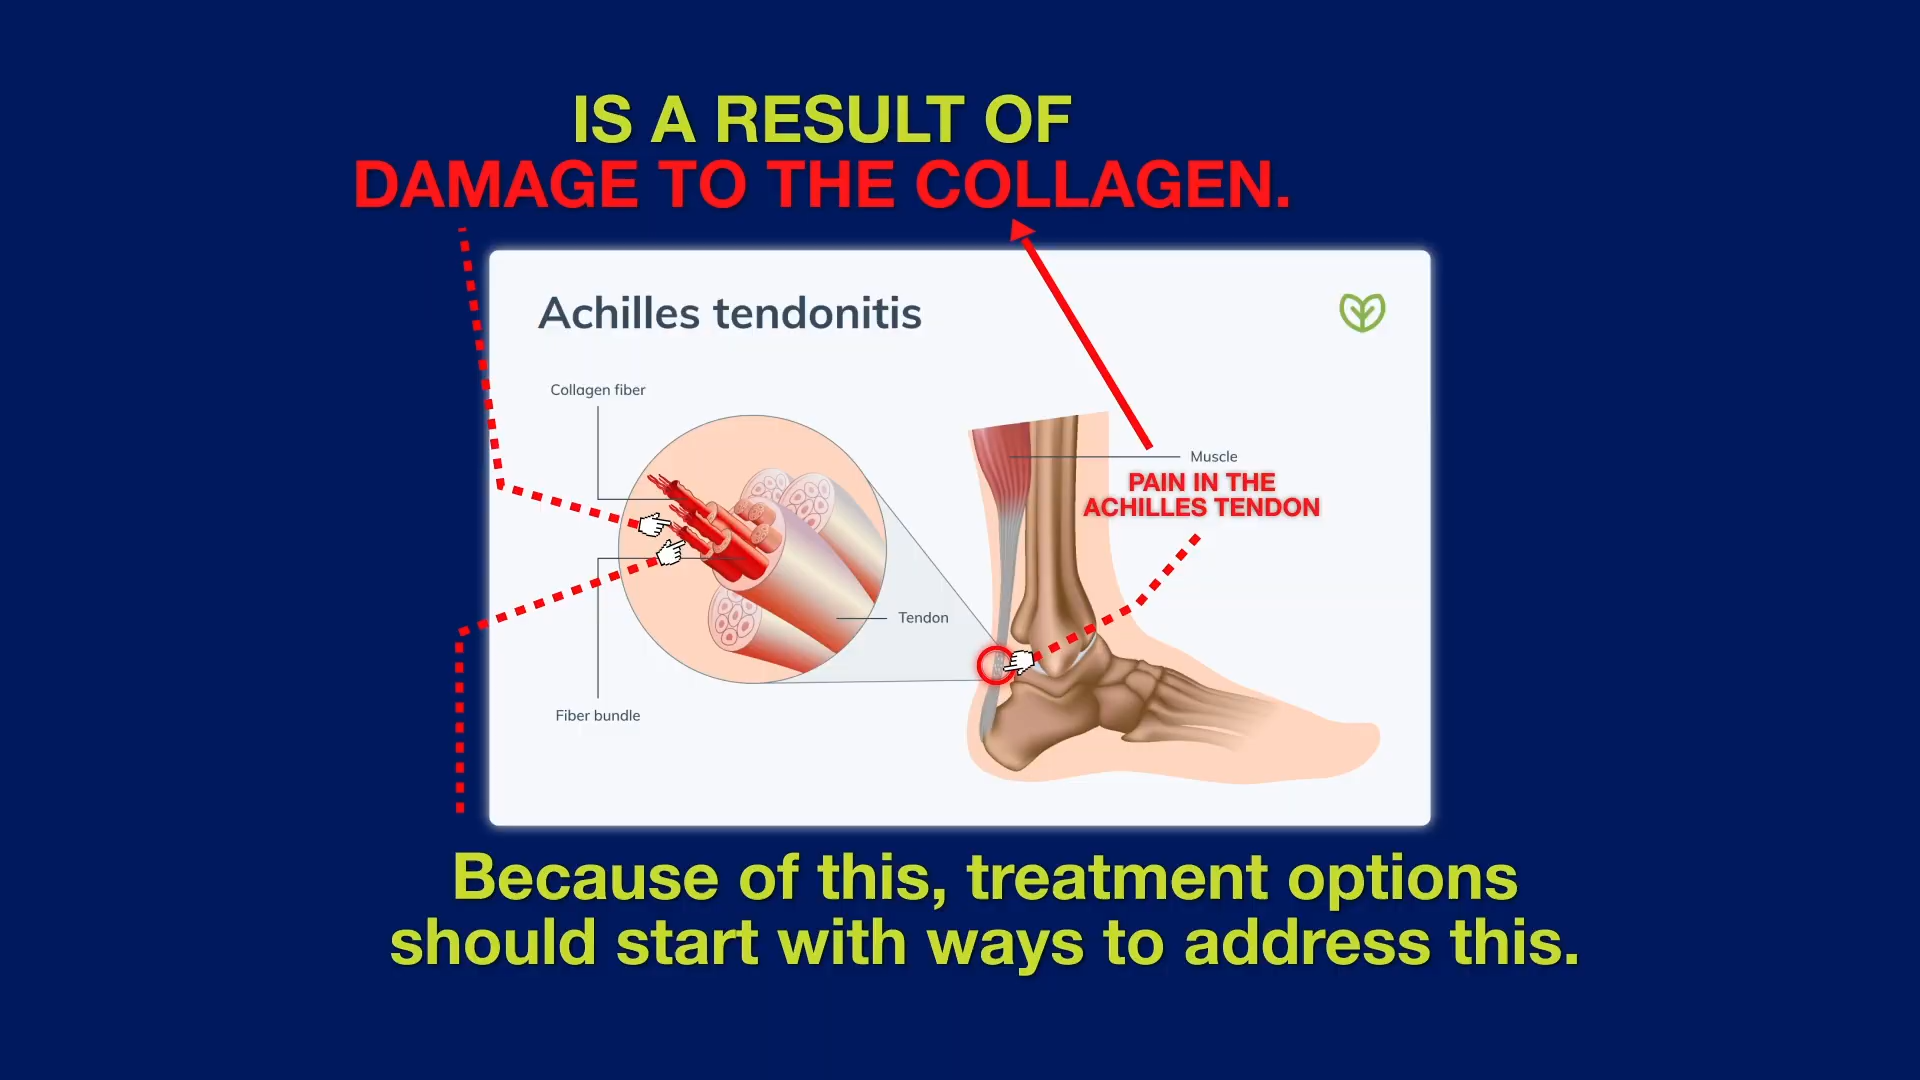 IS A RESULT OF
DAMAGE TO THE COLLAGEN.
Achilles tendonitis
Collagen fiber
Muscle
PAIN IN THE
ACHILLES TENDON
Tendon
Fiber bundle
Because of this, treatment options
should start with ways to address this.